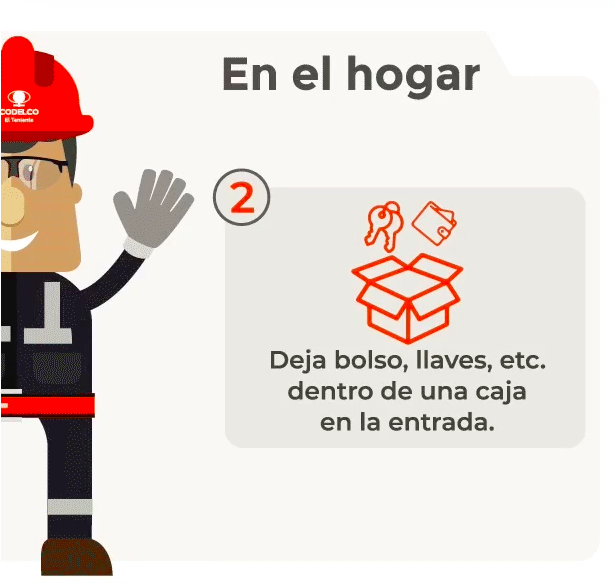 En el hogar
CODELCO
El Teniente
2
Deja bolso, llaves, etc.
dentro de una caja
en la entrada.